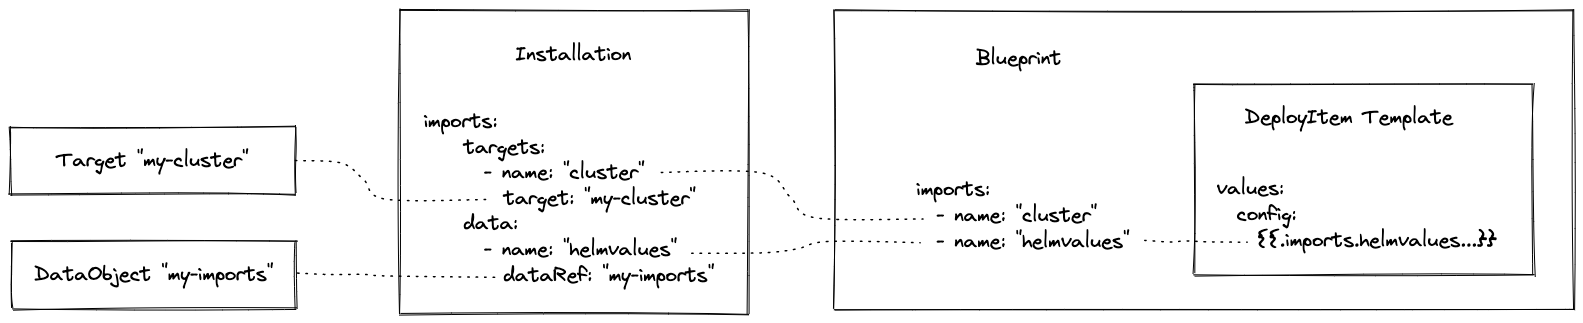 Target "my-cluster"
DataObject "my-imports"
Installation
imports:
targets:
- name: "cluster"
target: "my-cluster"
data:
- name: "helmvalues"
dataRef: "my-imports"
Blueprint
imports:
- name: "cluster"
- name: "helmvalues"
DeployItem Template
values:
config:
{{.imports.helmvalues...}}